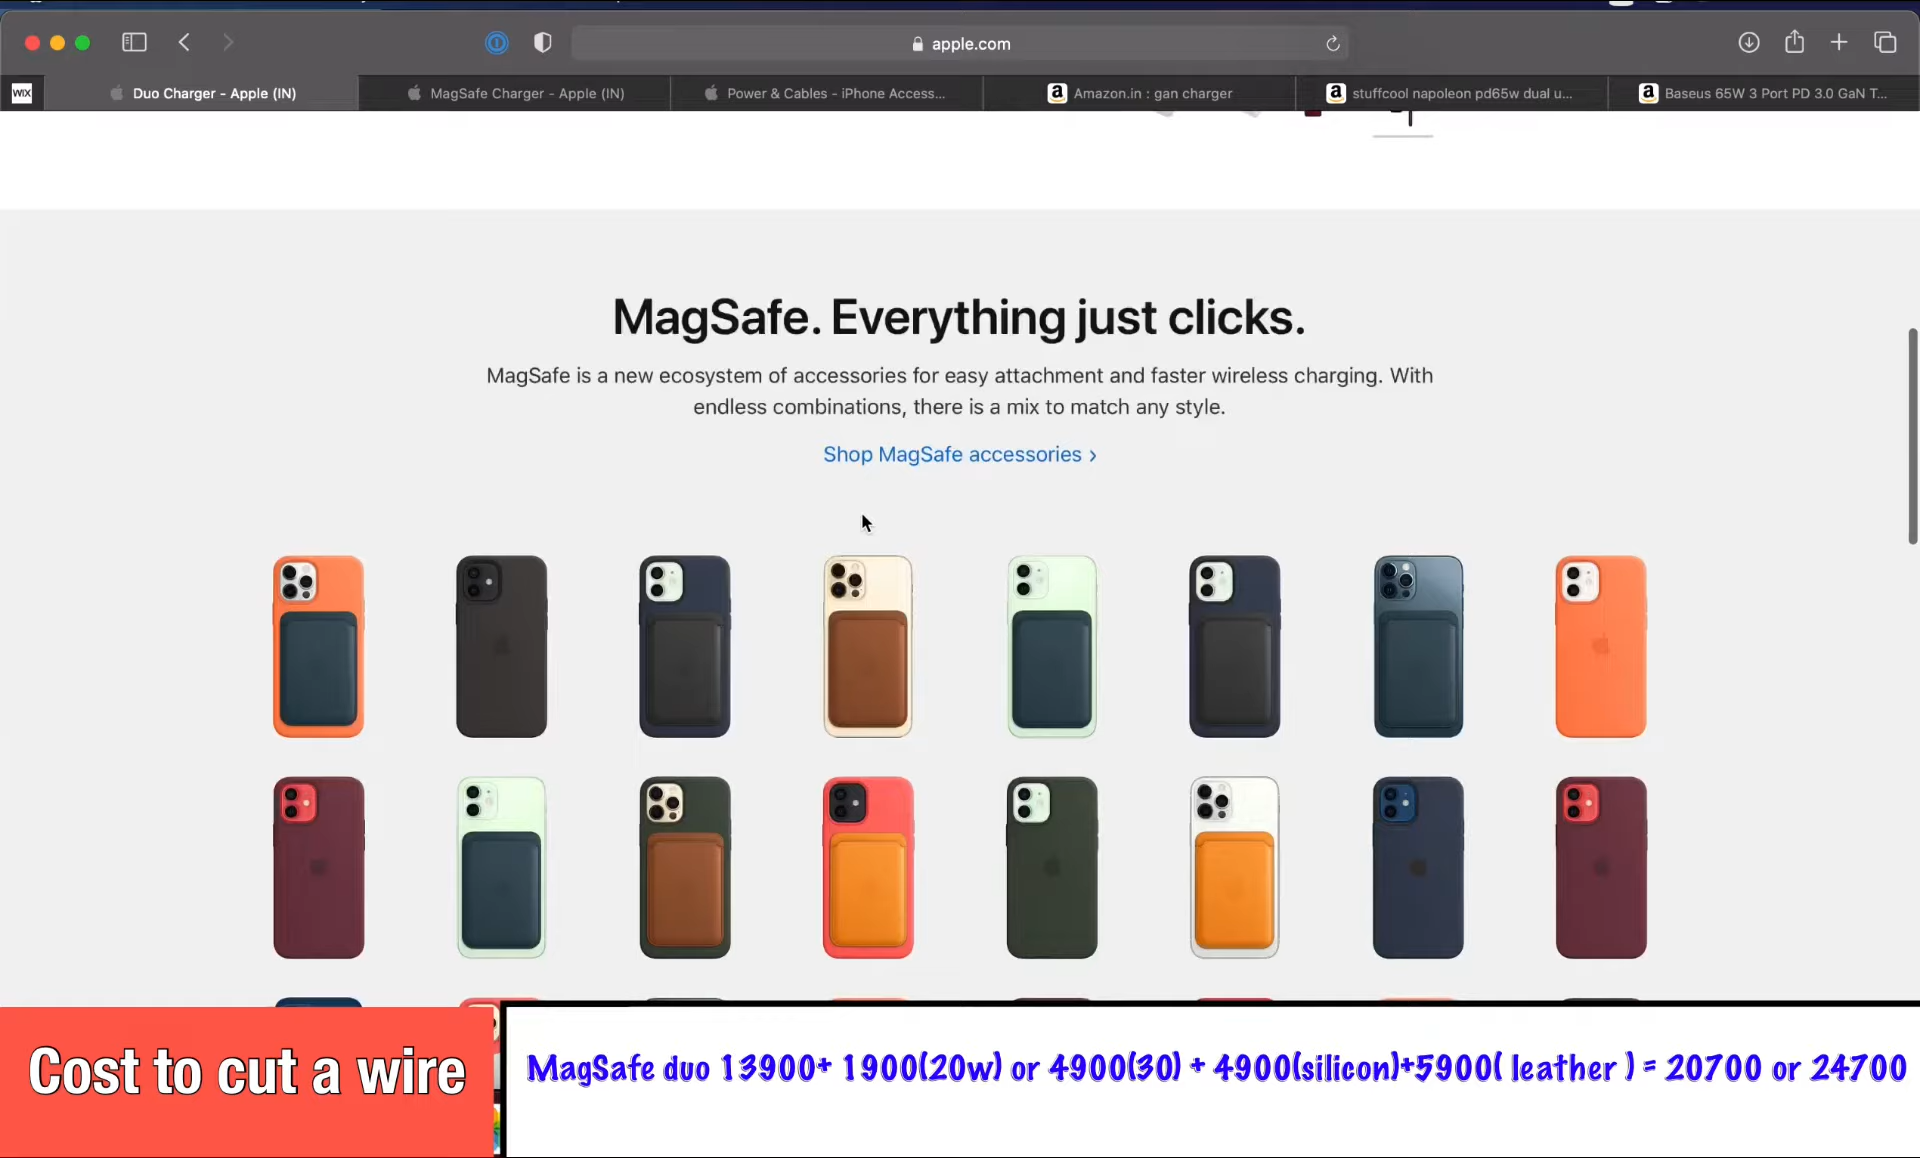 apple.com
WIX
Duo Charger - Apple (IN)
MagSafe Charger - Apple (IN)
Power & Cables - iPhone Access...
a Amazon.in : gan charger
a stuffcool napoleon pd65w dual u...
a Baseus 65W 3 Port PD 3.0 GaN T...
MagSafe. Everything just clicks.
MagSafe is a new ecosystem of accessories for easy attachment and faster wireless charging. With
endless combinations, there is a mix to match any style.
Shop MagSafe accessories ›
Cost to cut a wire
MagSafe duo 13900+ 1900(20w) or 4900(30) + 4900(silicon)+5900( leather ) = 20700 or 24700